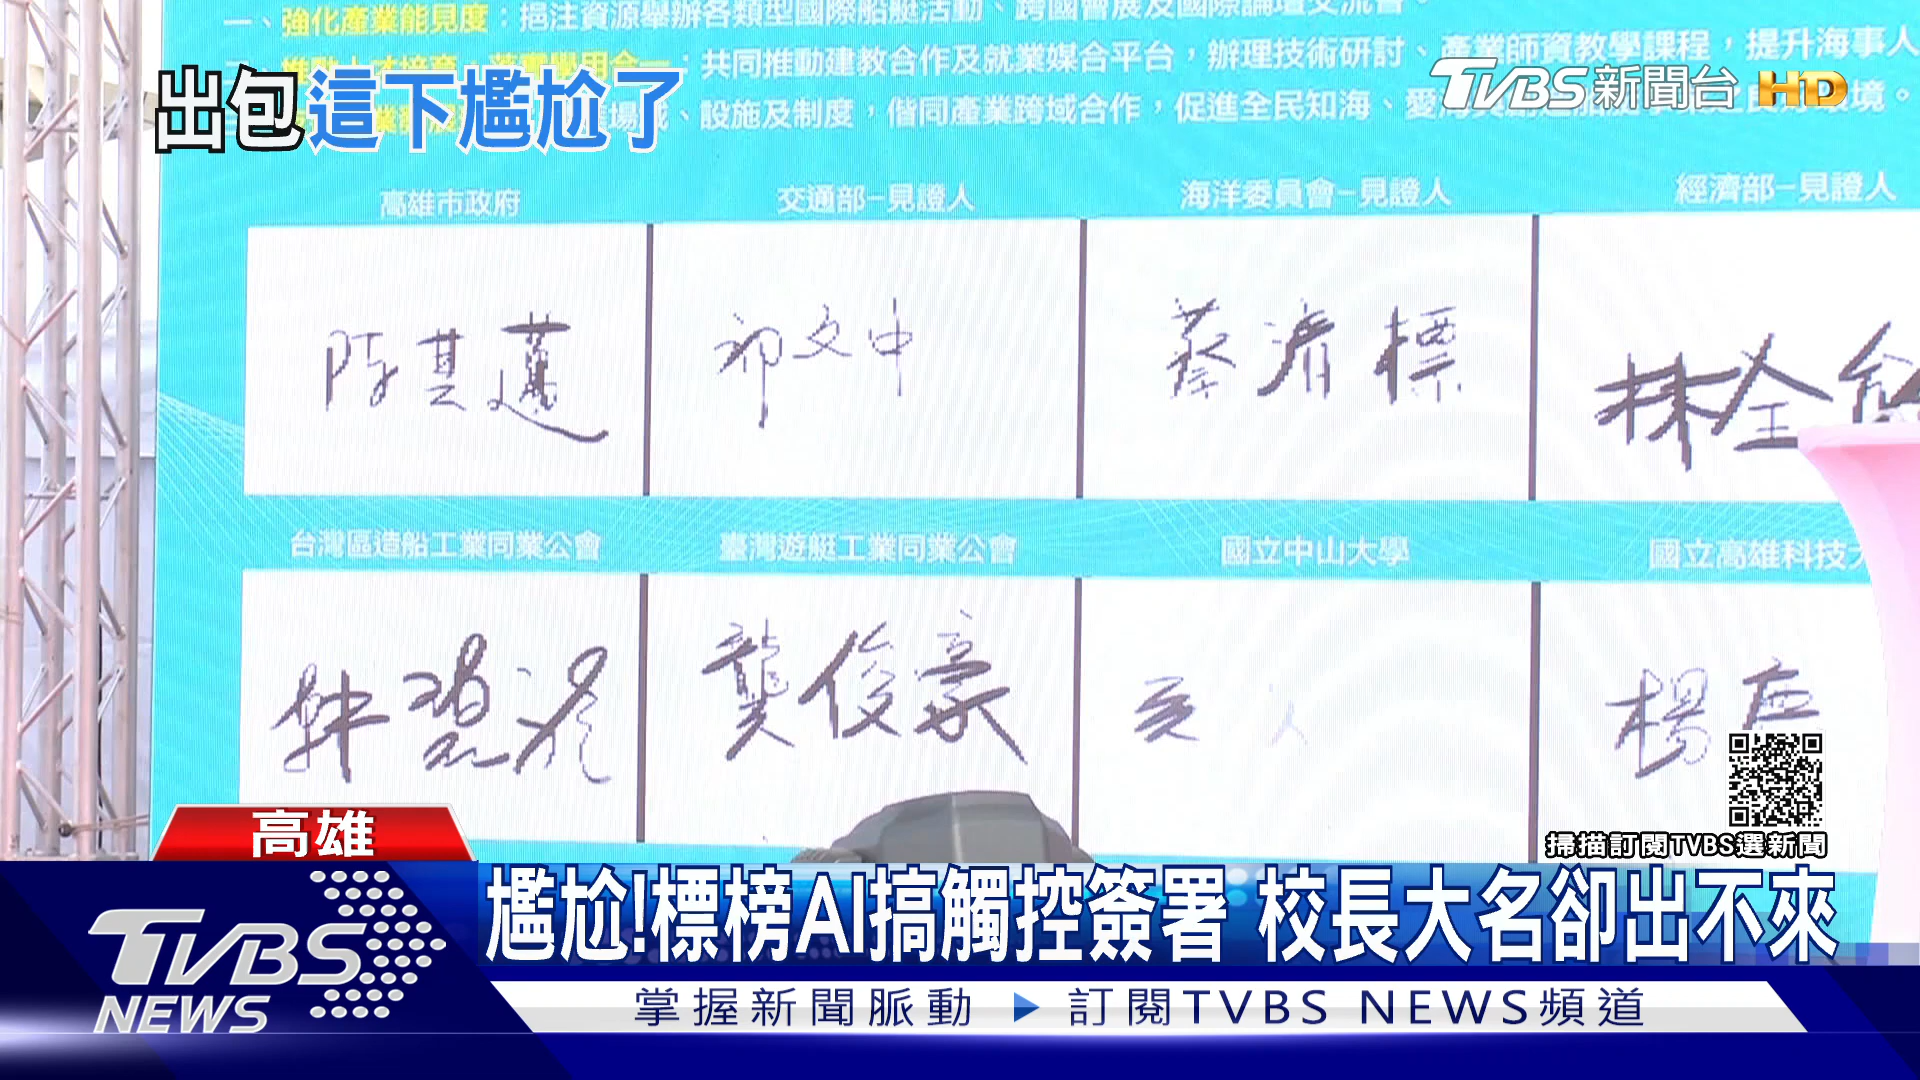 一、強化產業能見度：挹注資源舉辦各類型國際船艇活動、跨國會展及國際論壇交流會。
：共同推動建教合作及就業媒合平台，辦理技術研討、產業師資教學課程，提升海事人
、設施及制度，偕同產業跨域合作，促進全民知海、愛海
境。
出包這下尷尬了
TVBS新聞台 HD
高雄市政府 交通部-見證人 海洋委員會-見證人 經濟部-見證人
陳其邁 祁文中 蔡清標 林全能
台灣區造船工業同業公會 臺灣遊艇工業同業公會 國立中山大學 國立高雄科技
龔俊豪 楊
掃描訂閱TVBS選新聞
高雄
尷尬!標榜AI搞觸控簽署 校長大名卻出不來
TVBS NEWS
掌握新聞脈動 ▶ 訂閱TVBS NEWS頻道